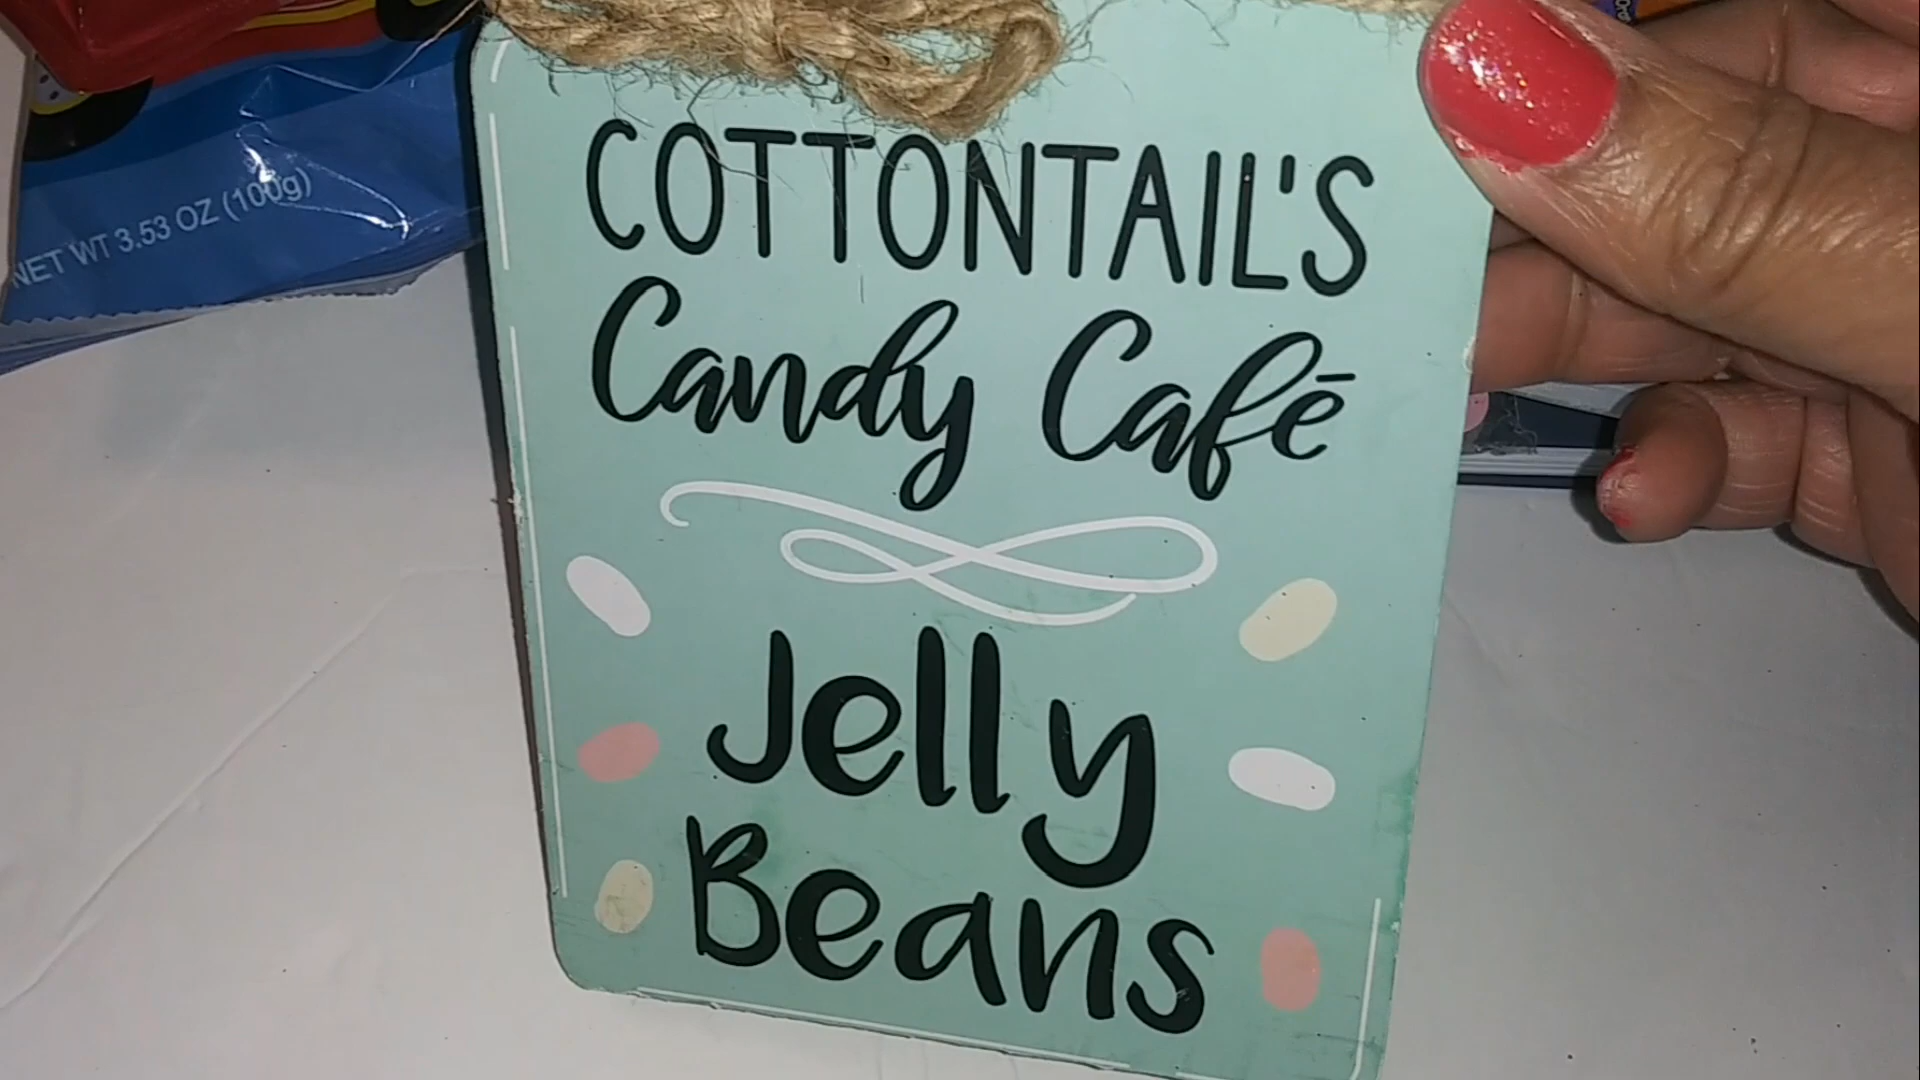 NET WT 3.53 OZ (100g)
COTTONTAIL'S
Candy Café
Jelly
Beans